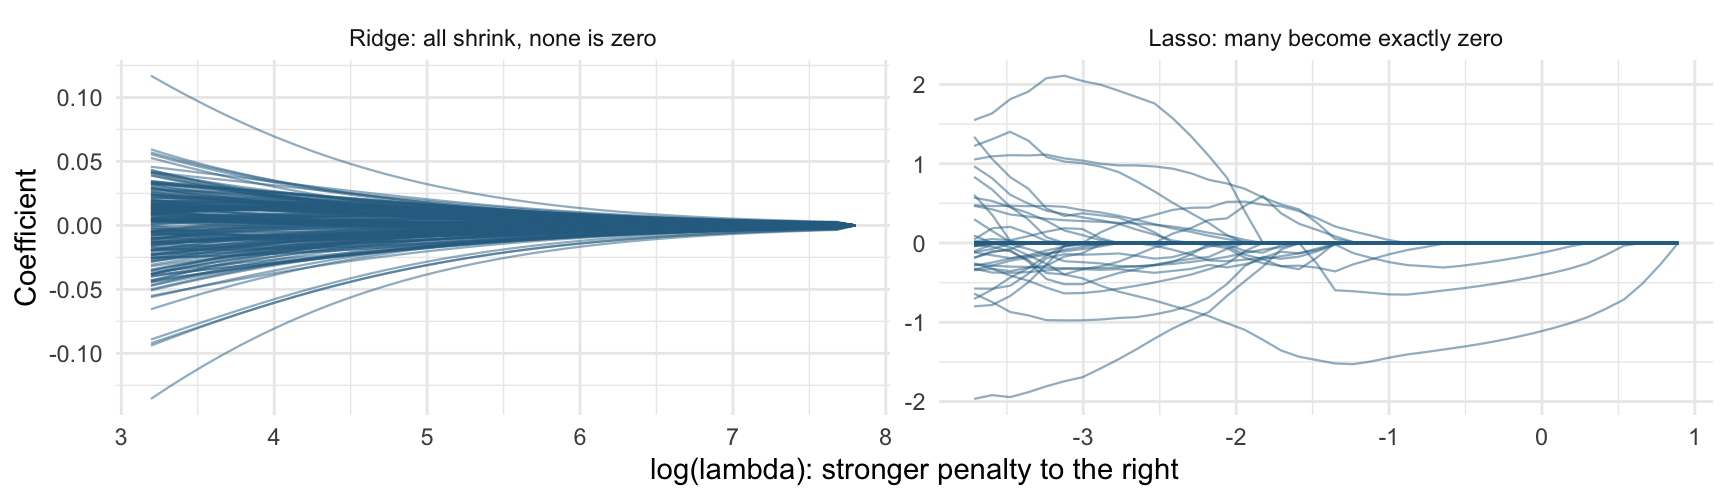 Ridge: all shrink, none is zero
Lasso: many become exactly zero
Coefficient
0.10
0.05
0.00
-0.05
-0.10
3 4 5 6 7 8
2
1
0
-1
-2
-3 -2 -1 0 1
log(lambda): stronger penalty to the right